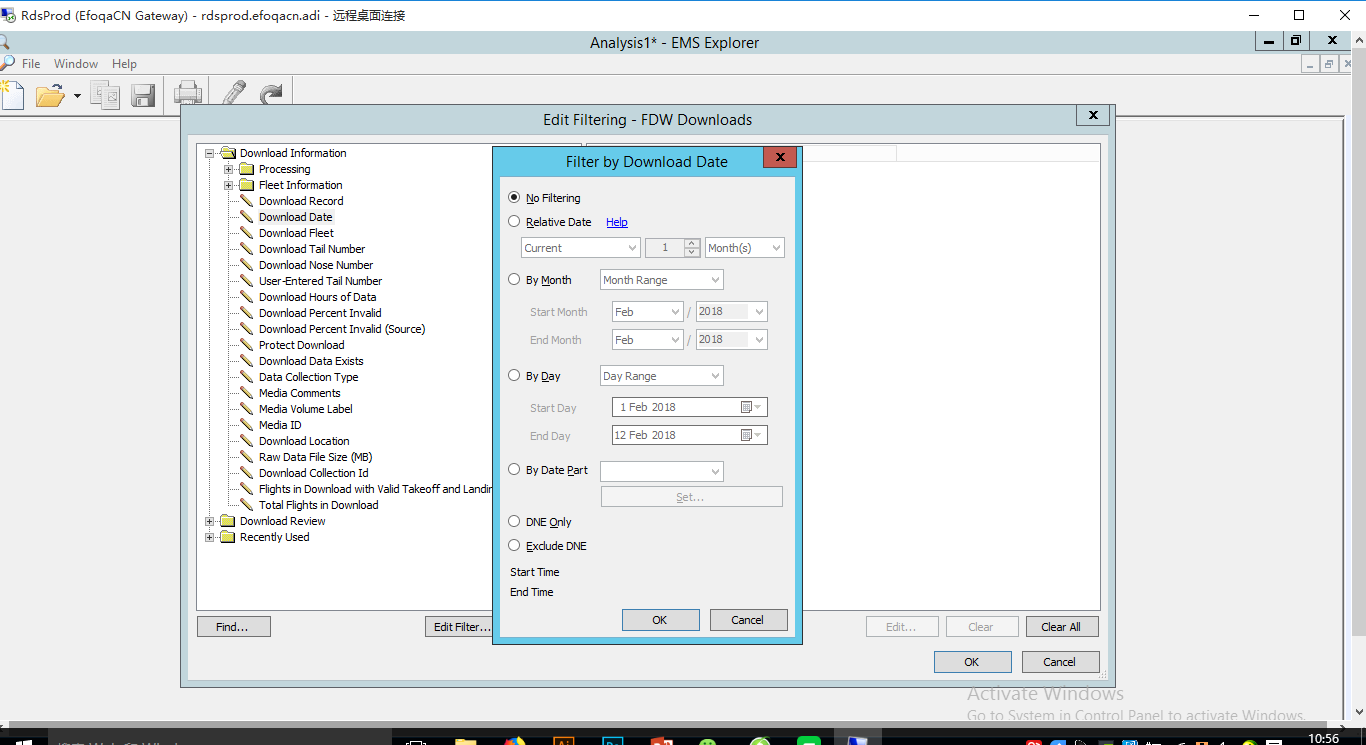 RdsProd (EfoqaCN Gateway) - rdsprod.efoqacn.adi - 远程桌面连接
Analysis1* - EMS Explorer
File Window Help
Edit Filtering - FDW Downloads
Download Information
Processing
Fleet Information
Download Record
Download Date
Download Fleet
Download Tail Number
Download Nose Number
User-Entered Tail Number
Download Hours of Data
Download Percent Invalid
Download Percent Invalid (Source)
Protect Download
Download Data Exists
Data Collection Type
Media Comments
Media Volume Label
Media ID
Download Location
Raw Data File Size (MB)
Download Collection Id
Flights in Download with Valid Takeoff and Landin
Total Flights in Download
Download Review
Recently Used
Find...
Edit Filter...
Filter by Download Date
No Filtering
Relative Date Help
Current 1 Month(s)
By Month Month Range
Start Month Feb / 2018
End Month Feb / 2018
By Day Day Range
Start Day 1 Feb 2018
End Day 12 Feb 2018
By Date Part
Set...
DNE Only
Exclude DNE
Start Time
End Time
OK Cancel
Edit... Clear Clear All
OK Cancel
Activate Windows
Go to System in Control Panel to activate Windows.
10:56